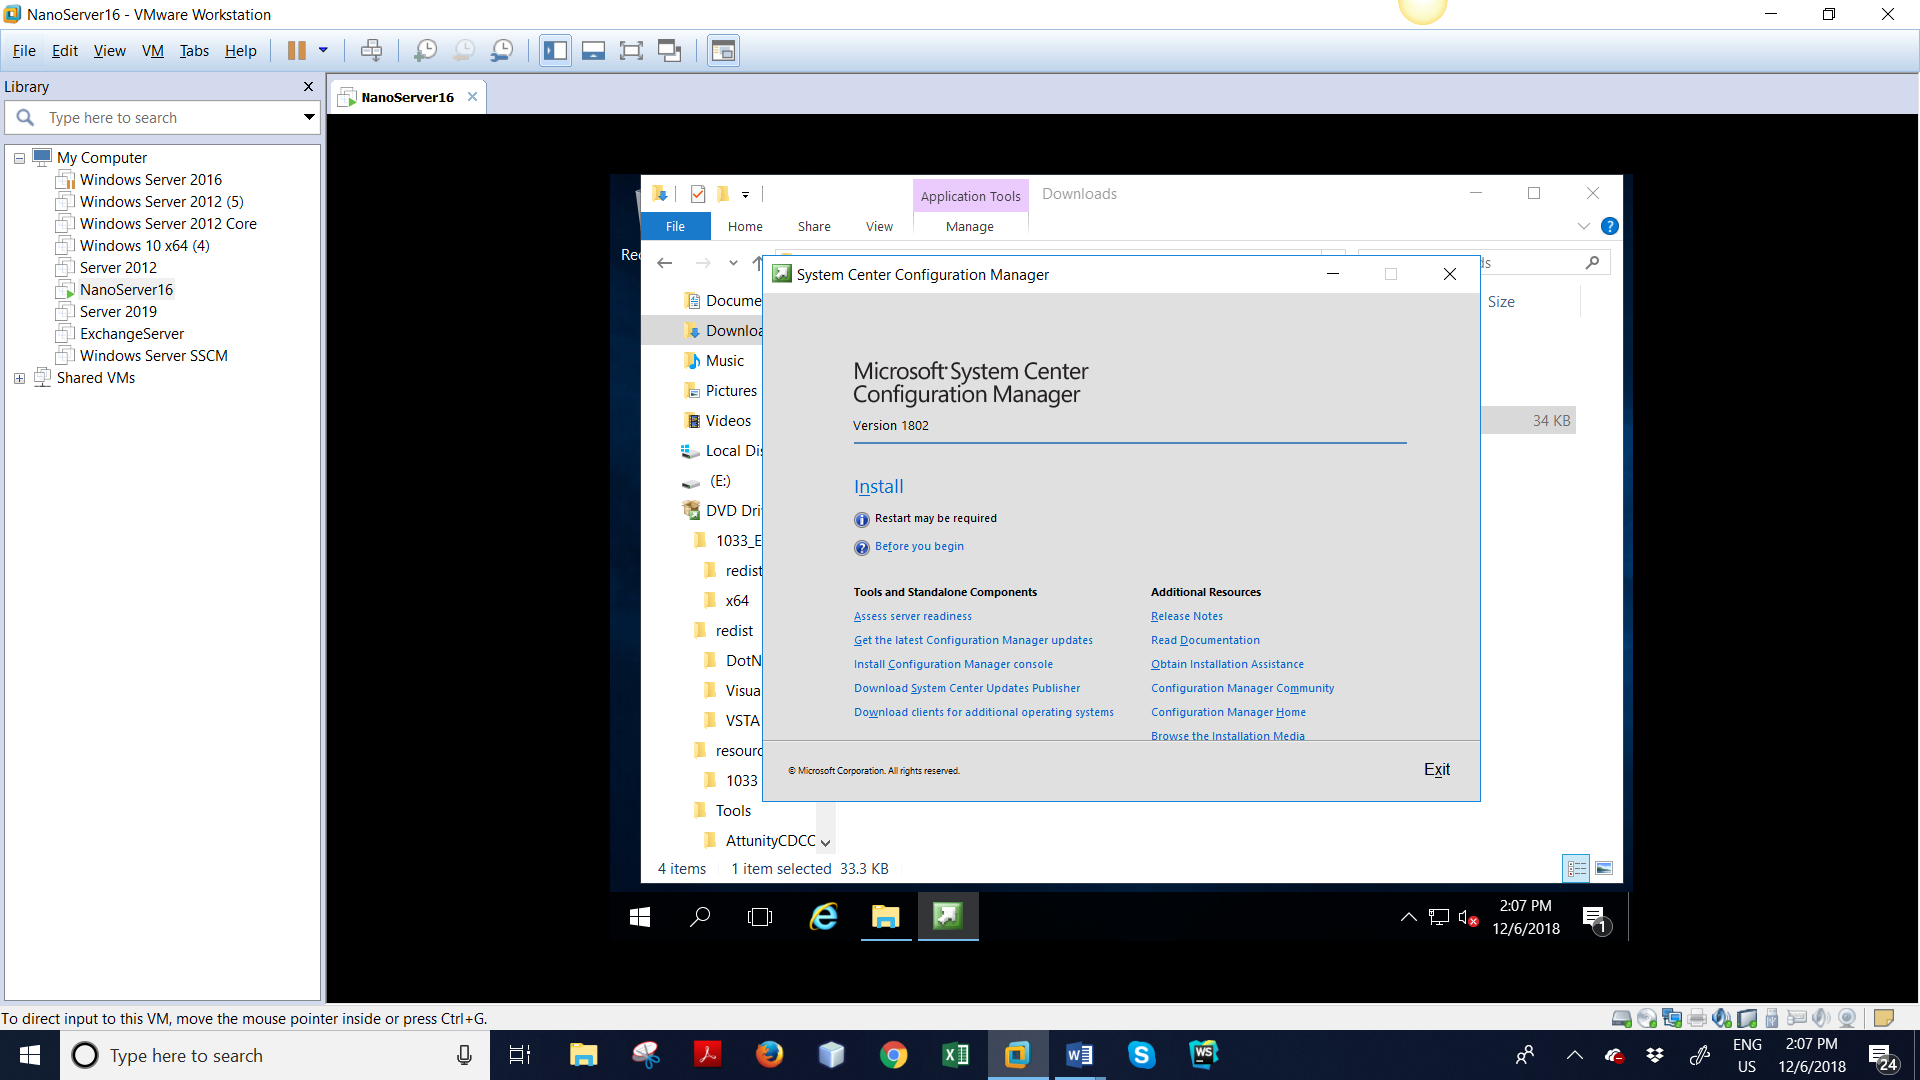 NanoServer16 - VMware Workstation
File Edit View VM Tabs Help
Library
Type here to search
My Computer
Windows Server 2016
Windows Server 2012 (5)
Windows Server 2012 Core
Windows 10 x64 (4)
Server 2012
NanoServer16
Server 2019
ExchangeServer
Windows Server SSCM
Shared VMs
NanoServer16
Application Tools Downloads
File Home Share View Manage
Size
Music
Pictures
Videos
(E:)
x64
redist
1033
Tools
34 KB
4 items 1 item selected 33.3 KB
System Center Configuration Manager
Microsoft System Center
Configuration Manager
Version 1802
Install
Restart may be required
Before you begin
Tools and Standalone Components
Assess server readiness
Get the latest Configuration Manager updates
Install Configuration Manager console
Download System Center Updates Publisher
Download clients for additional operating systems
Additional Resources
Release Notes
Read Documentation
Obtain Installation Assistance
Configuration Manager Community
Configuration Manager Home
Browse the Installation Media
© Microsoft Corporation. All rights reserved.
Exit
2:07 PM
12/6/2018
1
To direct input to this VM, move the mouse pointer inside or press Ctrl+G.
Type here to search
ENG
US
2:07 PM
12/6/2018
24